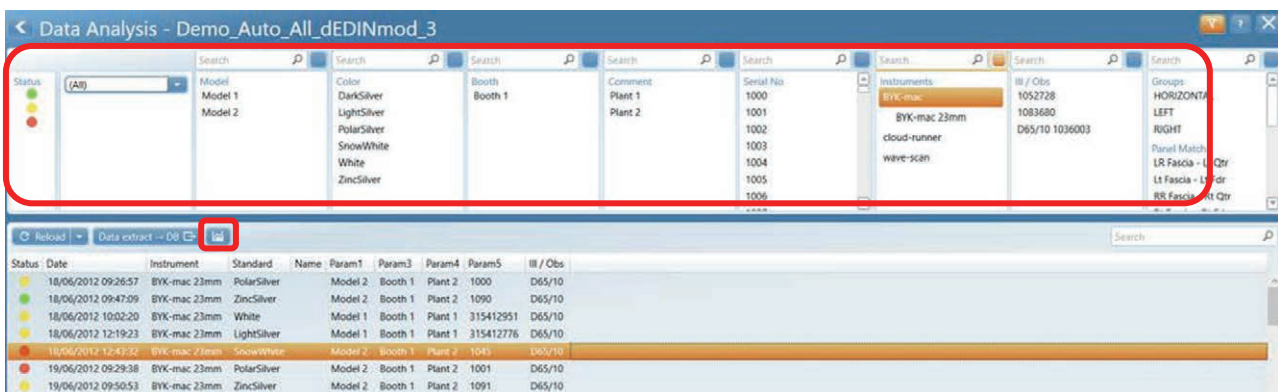 Data Analysis - Demo_Auto_All_dEDINmod_3
?
Search Search Search Search Search Search Search Search
Status (All) Model Color Booth Comment Serial No Instruments Ill / Obs Groups
Model 1 DarkSilver Booth 1 Plant 1 1000 BYK-mac 1052728 HORIZONTAL
Model 2 LightSilver Plant 2 1001 BYK-mac 23mm 1083680 LEFT
PolarSilver 1002 cloud-runner D65/10 1036003 RIGHT
SnowWhite 1003 wave-scan Panel Match
White 1004 LR Fascia - Qtr
ZincSilver 1005 Lt Fascia - Lt Fdr
1006 RR Fascia - Rt Qtr
Reload Data extract → DB Search
Status Date Instrument Standard Name Param1 Param3 Param4 Param5 Ill / Obs
18/06/2012 09:26:57 BYK-mac 23mm PolarSilver Model 2 Booth 1 Plant 2 1000 D65/10
18/06/2012 09:47:09 BYK-mac 23mm ZincSilver Model 2 Booth 1 Plant 2 1090 D65/10
18/06/2012 10:02:20 BYK-mac 23mm White Model 1 Booth 1 Plant 1 315412951 D65/10
18/06/2012 12:19:23 BYK-mac 23mm LightSilver Model 1 Booth 1 Plant 1 315412776 D65/10
18/06/2012 12:43:32 BYK-mac 23mm SnowWhite Model 2 Booth 1 Plant 2 1045 D65/10
19/06/2012 09:29:38 BYK-mac 23mm PolarSilver Model 2 Booth 1 Plant 2 1001 D65/10
19/06/2012 09:50:53 BYK-mac 23mm ZincSilver Model 2 Booth 1 Plant 2 1091 D65/10